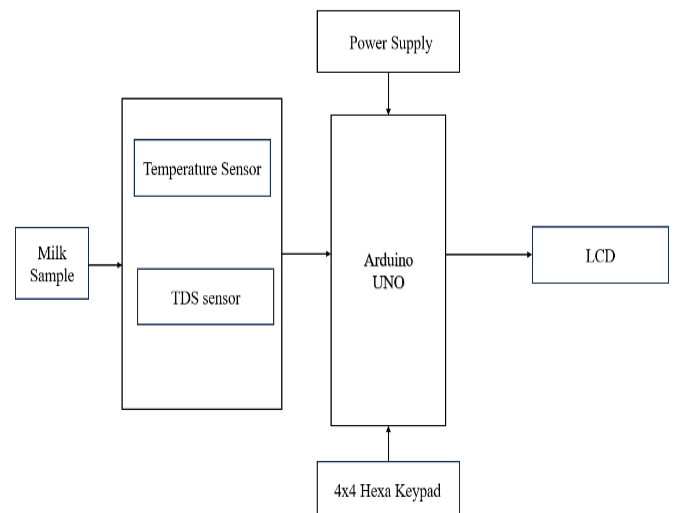 Power Supply
Temperature Sensor
Milk
Sample
TDS sensor
Arduino
UNO
LCD
4x4 Hexa Keypad